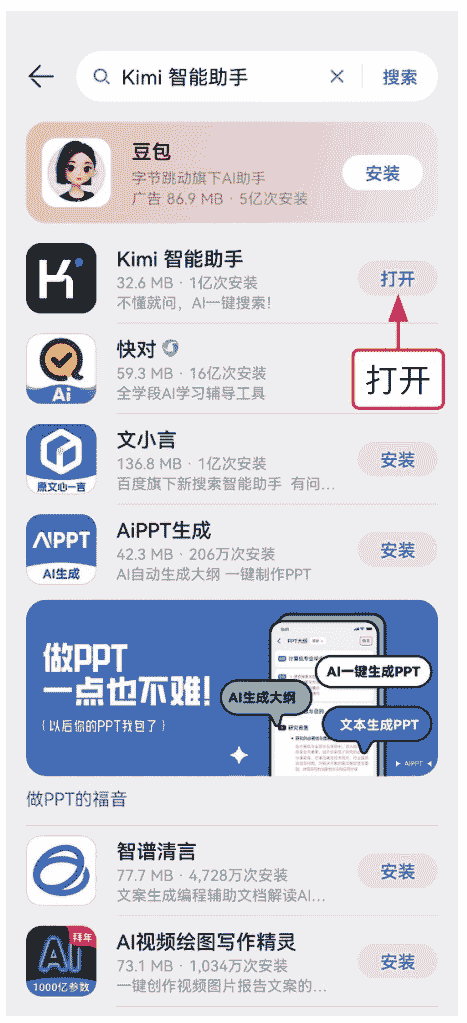 Kimi 智能助手
搜索
豆包
字节跳动旗下AI助手
广告 86.9 MB · 5亿次安装
安装
Kimi 智能助手
32.6 MB · 1亿次安装
不懂就问，AI一键搜索!
打开
快对
59.3 MB · 16亿次安装
全学段AI学习辅导工具
Ai
打开
文小言
136.8 MB · 1亿次安装
百度旗下新搜索智能助手 有问...
原文心一言
安装
AiPPT生成
42.3 MB · 206万次安装
AI自动生成大纲 一键制作PPT
AIPPT
AI生成
安装
做PPT
一点也不难!
(以后你的PPT我包了)
AI一键生成PPT
AI生成大纲
文本生成PPT
AIPPT
做PPT的福音
智谱清言
77.7 MB · 4,728万次安装
文案生成编程辅助文档解读AI...
安装
AI视频绘图写作精灵
73.1 MB · 1,034万次安装
一键创作视频图片报告文案的...
拜年
Ai
1000亿参数
安装